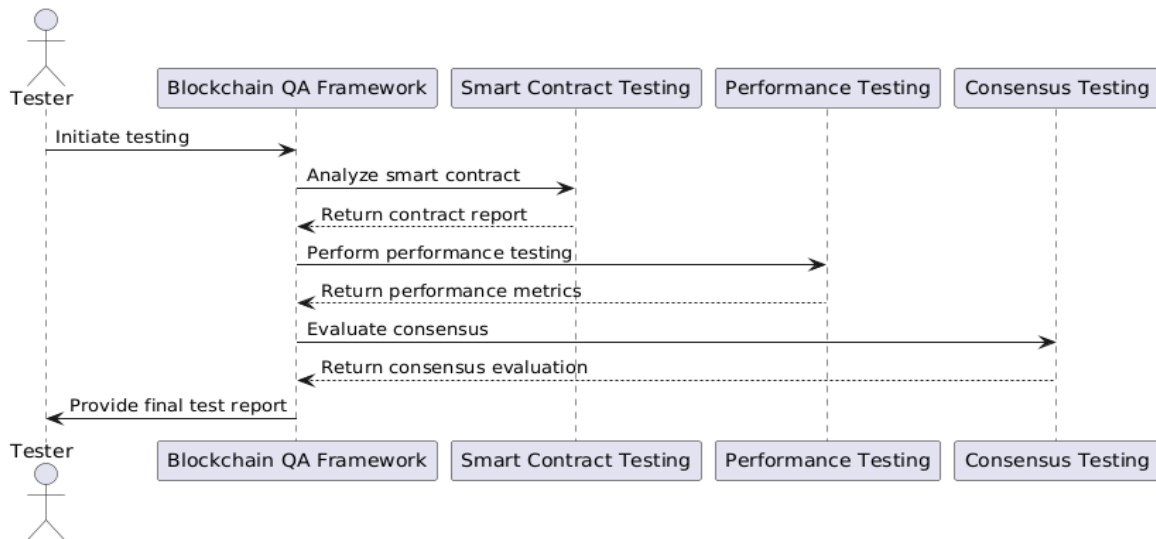 Tester
Blockchain QA Framework
Smart Contract Testing
Performance Testing
Consensus Testing
Initiate testing
Analyze smart contract
Return contract report
Perform performance testing
Return performance metrics
Evaluate consensus
Return consensus evaluation
Provide final test report
Tester
Blockchain QA Framework
Smart Contract Testing
Performance Testing
Consensus Testing